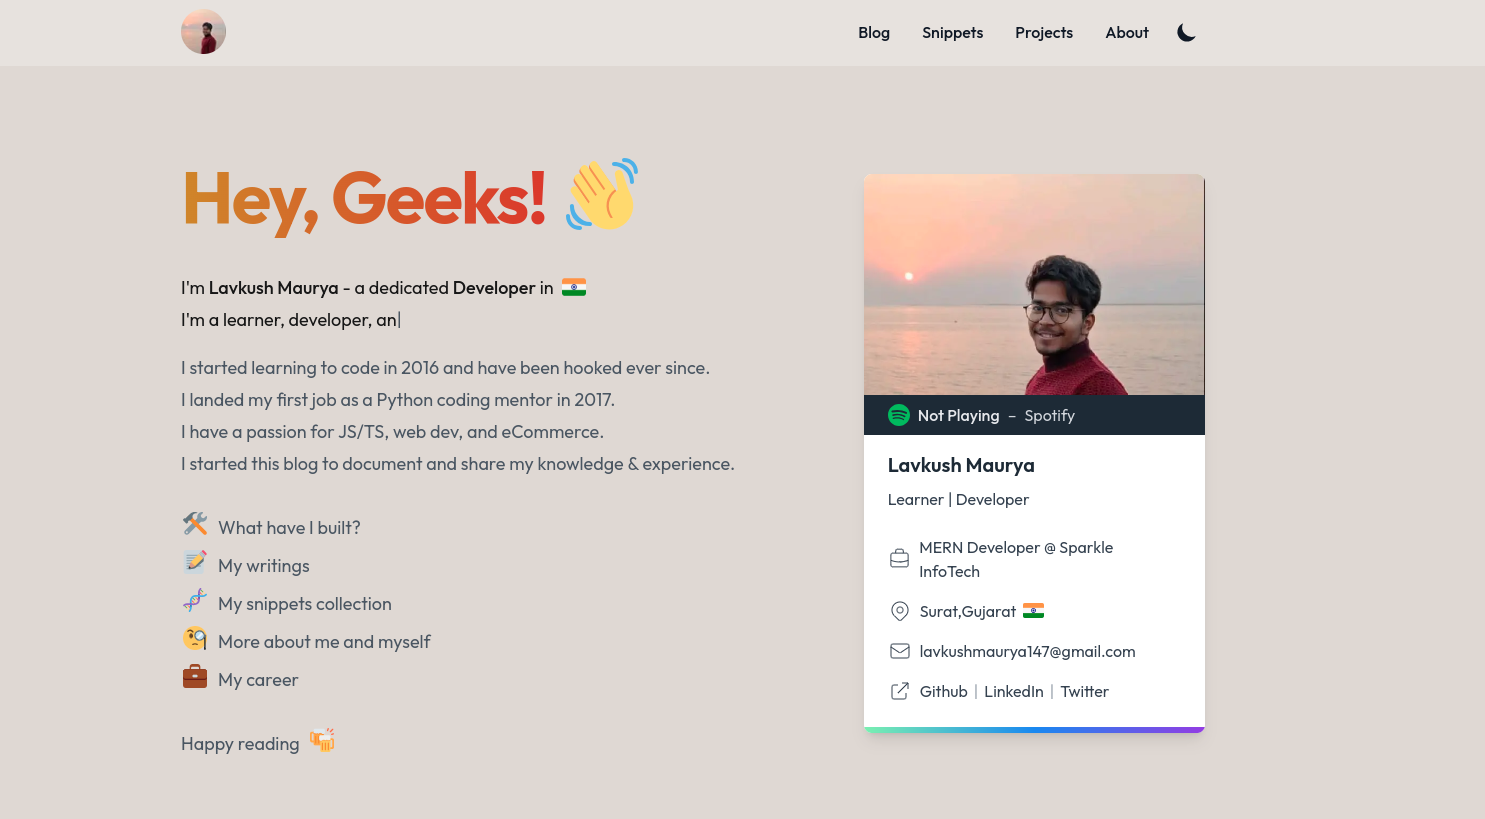 Blog Snippets Projects About
Hey, Geeks!
I'm Lavkush Maurya - a dedicated Developer in
I'm a learner, developer, an|
I started learning to code in 2016 and have been hooked ever since.
I landed my first job as a Python coding mentor in 2017.
I have a passion for JS/TS, web dev, and eCommerce.
I started this blog to document and share my knowledge & experience.
What have I built?
My writings
My snippets collection
More about me and myself
My career
Happy reading
Not Playing – Spotify
Lavkush Maurya
Learner | Developer
MERN Developer @ Sparkle
InfoTech
Surat,Gujarat
lavkushmaurya147@gmail.com
Github | LinkedIn | Twitter